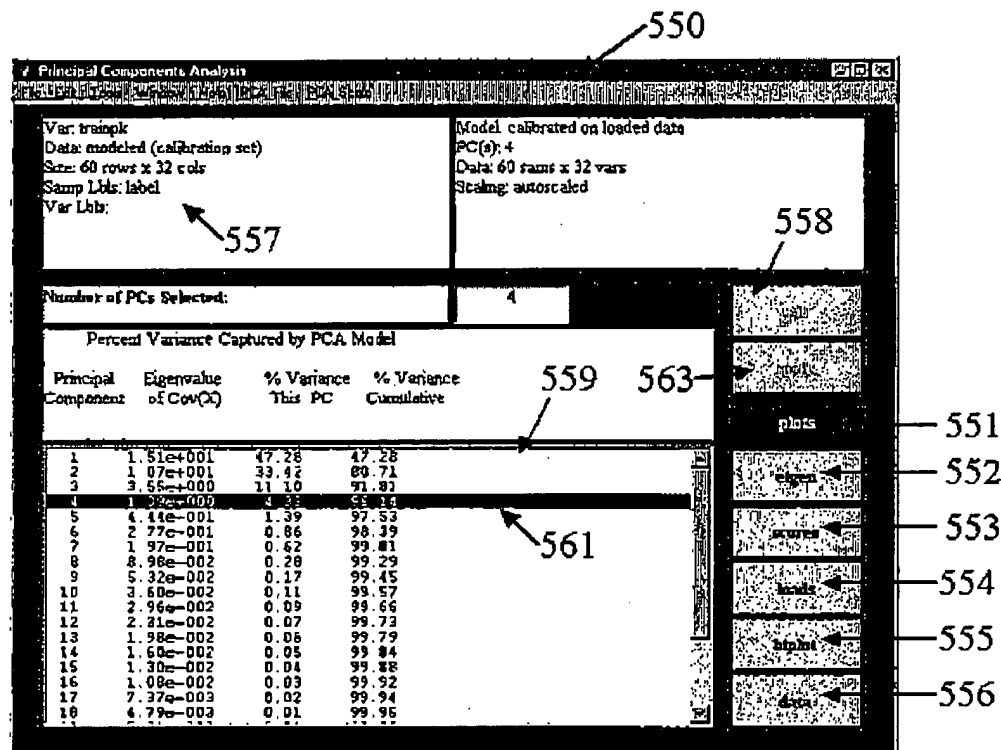 550
Principal Components Analysis
Var: trainpk
Data: modeled (calibration set)
Size: 60 rows x 32 cols
Samp Lbls: label
Var Lbls:
557
Model: calibrated on loaded data
PC(s): 4
Data: 60 sams x 32 vars
Scaling: autoscaled
558
Number of PCs Selected:
4
Percent Variance Captured by PCA Model
Principal Eigenvalue % Variance % Variance
Component of Cov(X) This PC Cumulative
559
563
plots
551
1 1.51e+001 47.28 47.28
2 1.07e+001 33.42 80.71
3 3.55e+000 11.10 91.81
4
5 4.44e-001 1.39 97.53
6 2.77e-001 0.86 98.39
7 1.97e-001 0.62
8 8.98e-002 0.28 99.29
9 5.32e-002 0.17 99.45
10 3.60e-002 0.11 99.57
11 2.96e-002 0.09 99.66
12 2.31e-002 0.07 99.73
13 1.98e-002 0.06 99.79
14 1.60e-002 0.05 99.84
15 1.30e-002 0.04 99.88
16 1.08e-002 0.03 99.92
17 7.37e-003 0.02 99.94
18 4.79e-003 0.01 99.96
561
eigen
552
scores
553
loads
554
biplot
555
data
556